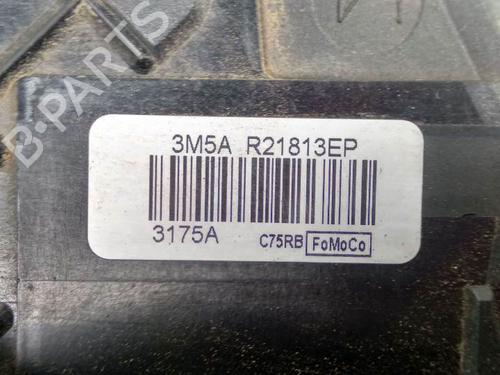 B-PARTS
3M5A R21813EP
3175A C75RB FoMoCo